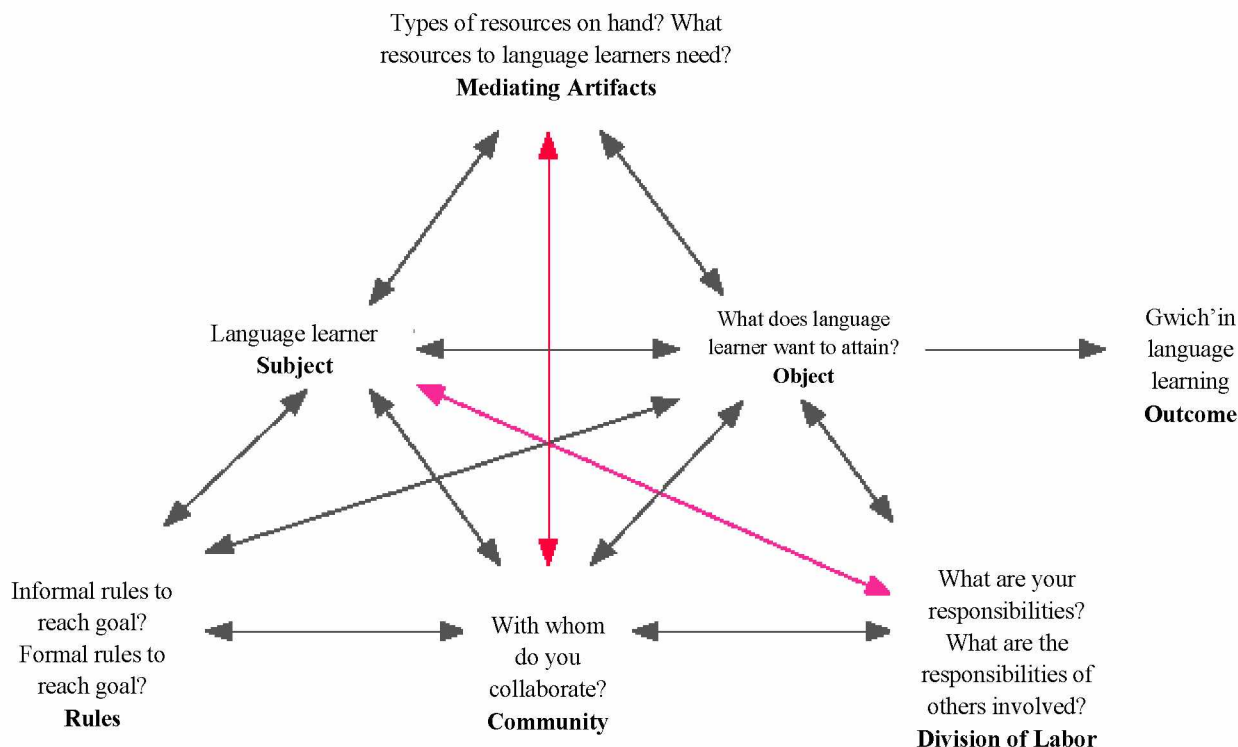 Types of resources on hand? What
resources to language learners need?
Mediating Artifacts
Language learner
Subject
What does language
learner want to attain?
Object
Gwich'in
language
learning
Outcome
Informal rules to
reach goal?
Formal rules to
reach goal?
Rules
With whom
do you
collaborate?
Community
What are your
responsibilities?
What are the
responsibilities of
others involved?
Division of Labor